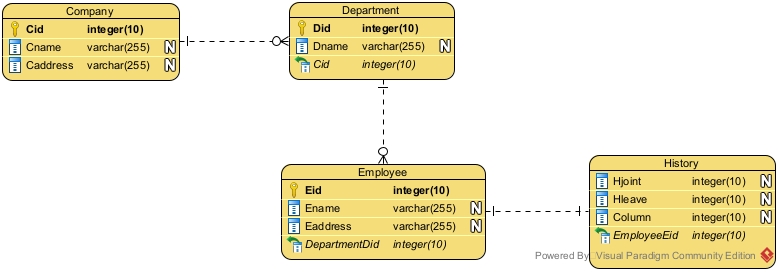 Company
Cid integer(10)
Cname varchar(255) N
Caddress varchar(255) N
Department
Did integer(10)
Dname varchar(255) N
Cid integer(10)
Employee
Eid integer(10)
Ename varchar(255) N
Eaddress varchar(255) N
DepartmentDid integer(10)
History
Hjoint integer(10) N
Hleave integer(10) N
Column integer(10) N
EmployeeEid integer(10)
Powered By Visual Paradigm Community Edition